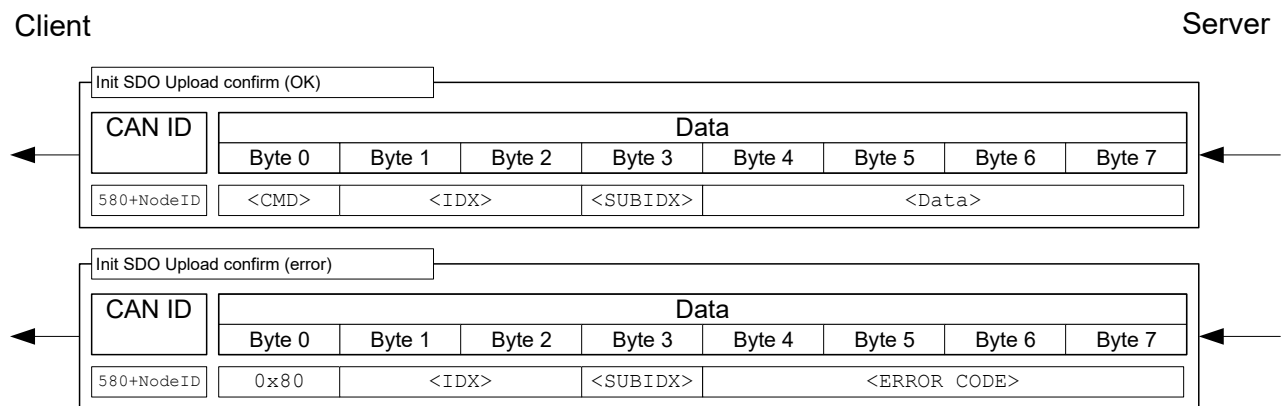 Client Server
Init SDO Upload confirm (OK)
CAN ID Data
Byte 0 Byte 1 Byte 2 Byte 3 Byte 4 Byte 5 Byte 6 Byte 7
580+NodeID <CMD> <IDX> <SUBIDX> <Data>
Init SDO Upload confirm (error)
CAN ID Data
Byte 0 Byte 1 Byte 2 Byte 3 Byte 4 Byte 5 Byte 6 Byte 7
580+NodeID 0x80 <IDX> <SUBIDX> <ERROR CODE>